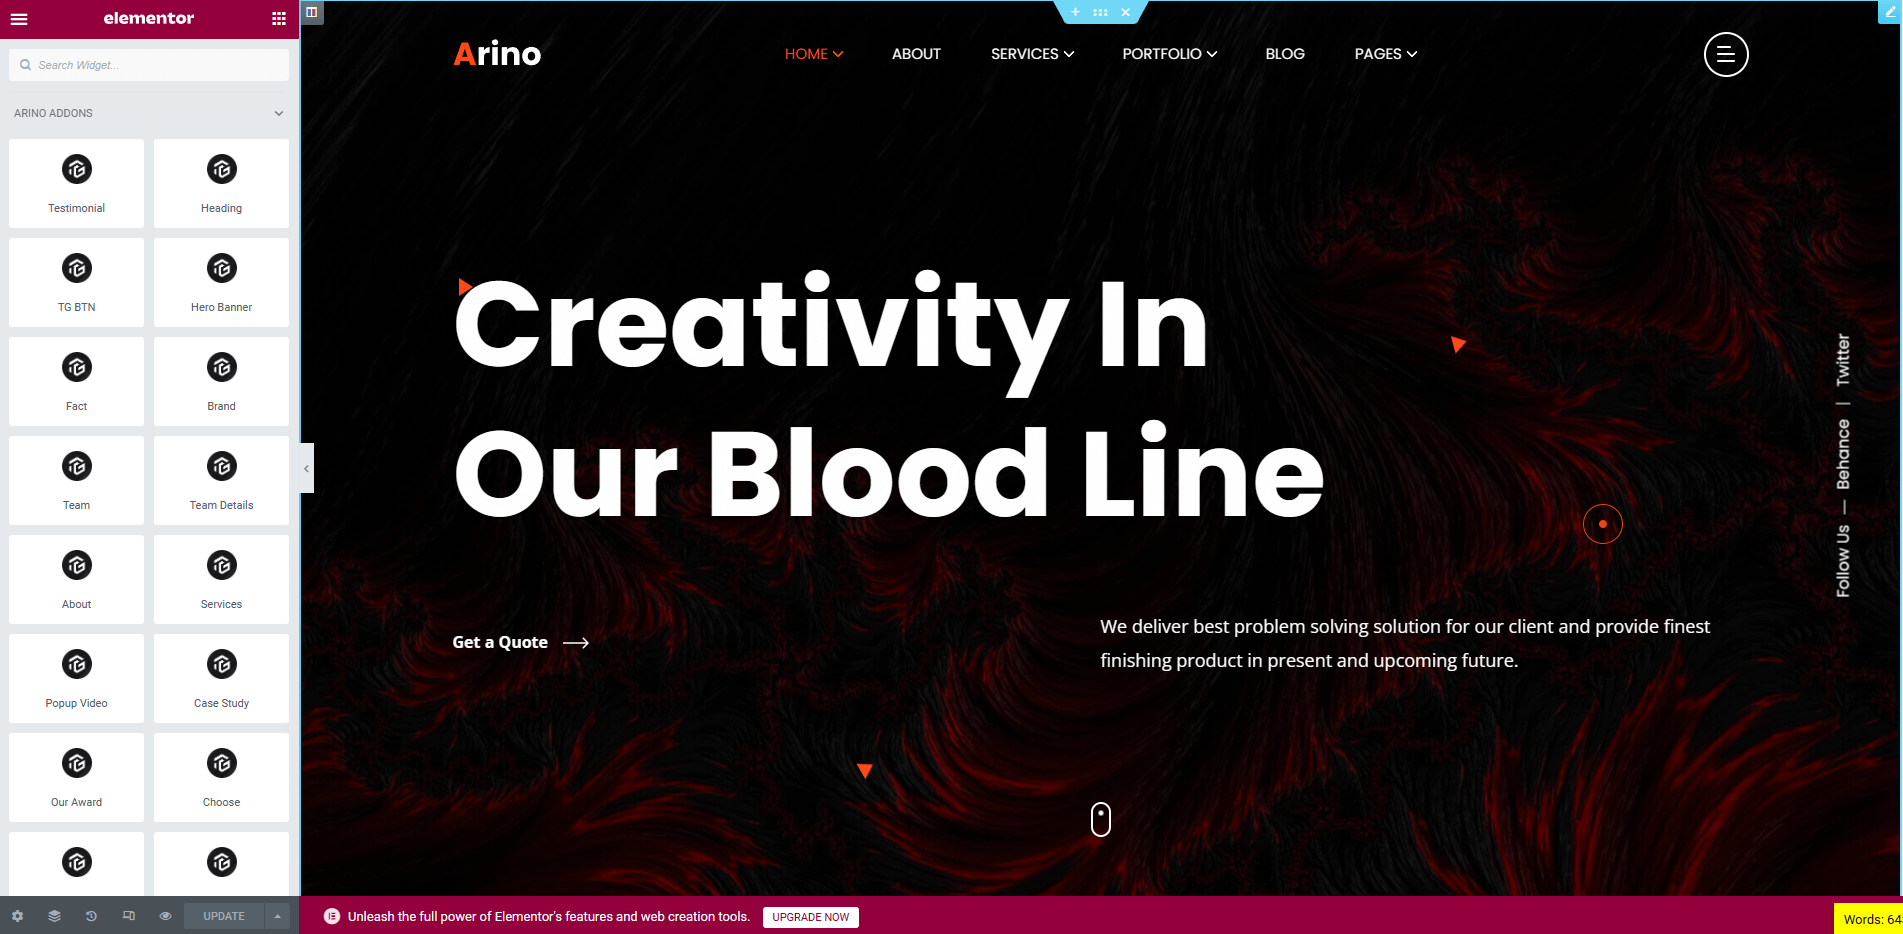 elementor
Search Widget...
ARINO ADDONS
Testimonial
Heading
TG BTN
Hero Banner
Fact
Brand
Team
Team Details
About
Services
Popup Video
Case Study
Our Award
Choose
UPDATE
Arino
HOME
ABOUT
SERVICES
PORTFOLIO
BLOG
PAGES
Creativity In
Our Blood Line
Get a Quote
We deliver best problem solving solution for our client and provide finest
finishing product in present and upcoming future.
Follow Us — Behance | Twitter
Unleash the full power of Elementor's features and web creation tools.
UPGRADE NOW
Words: 64